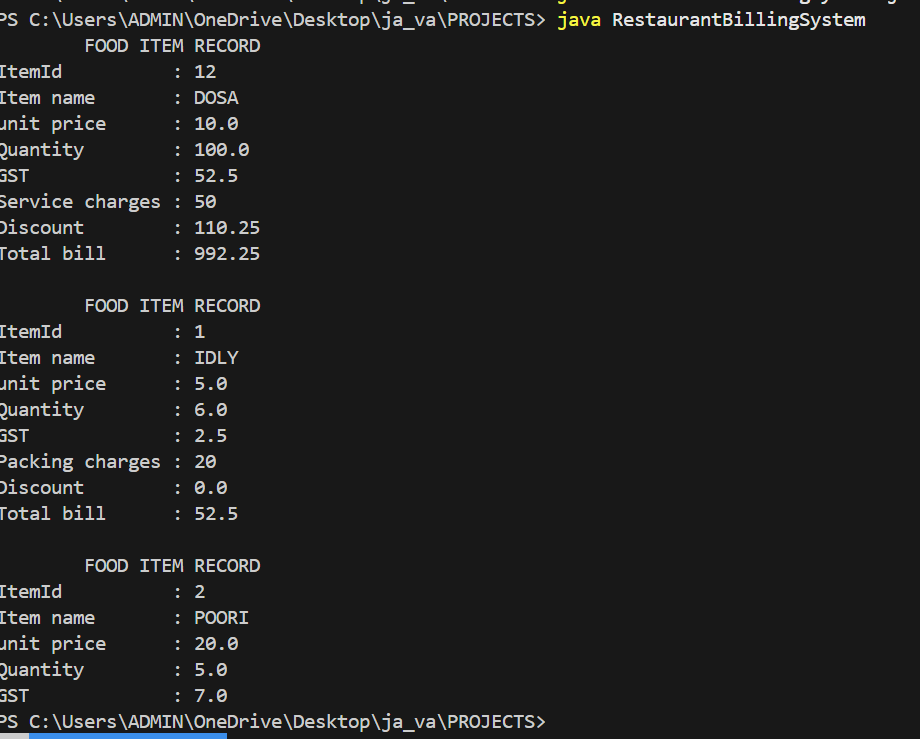 PS C:\Users\ADMIN\OneDrive\Desktop\ja_va\PROJECTS> java RestaurantBillingSystem
FOOD ITEM RECORD
ItemId : 12
Item name : DOSA
unit price : 10.0
Quantity : 100.0
GST : 52.5
Service charges : 50
Discount : 110.25
Total bill : 992.25
FOOD ITEM RECORD
ItemId : 1
Item name : IDLY
unit price : 5.0
Quantity : 6.0
GST : 2.5
Packing charges : 20
Discount : 0.0
Total bill : 52.5
FOOD ITEM RECORD
ItemId : 2
Item name : POORI
unit price : 20.0
Quantity : 5.0
GST : 7.0
PS C:\Users\ADMIN\OneDrive\Desktop\ja_va\PROJECTS>